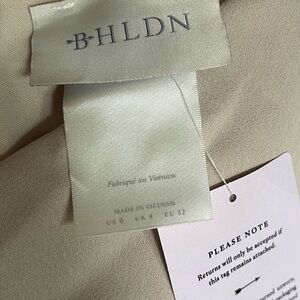 BHLDN
Fabriqué au Vietnam
MADE IN VIETNAM
US 0 UK 4 EU 32
PLEASE NOTE
Returns will only be accepted if
this tag remains attached.